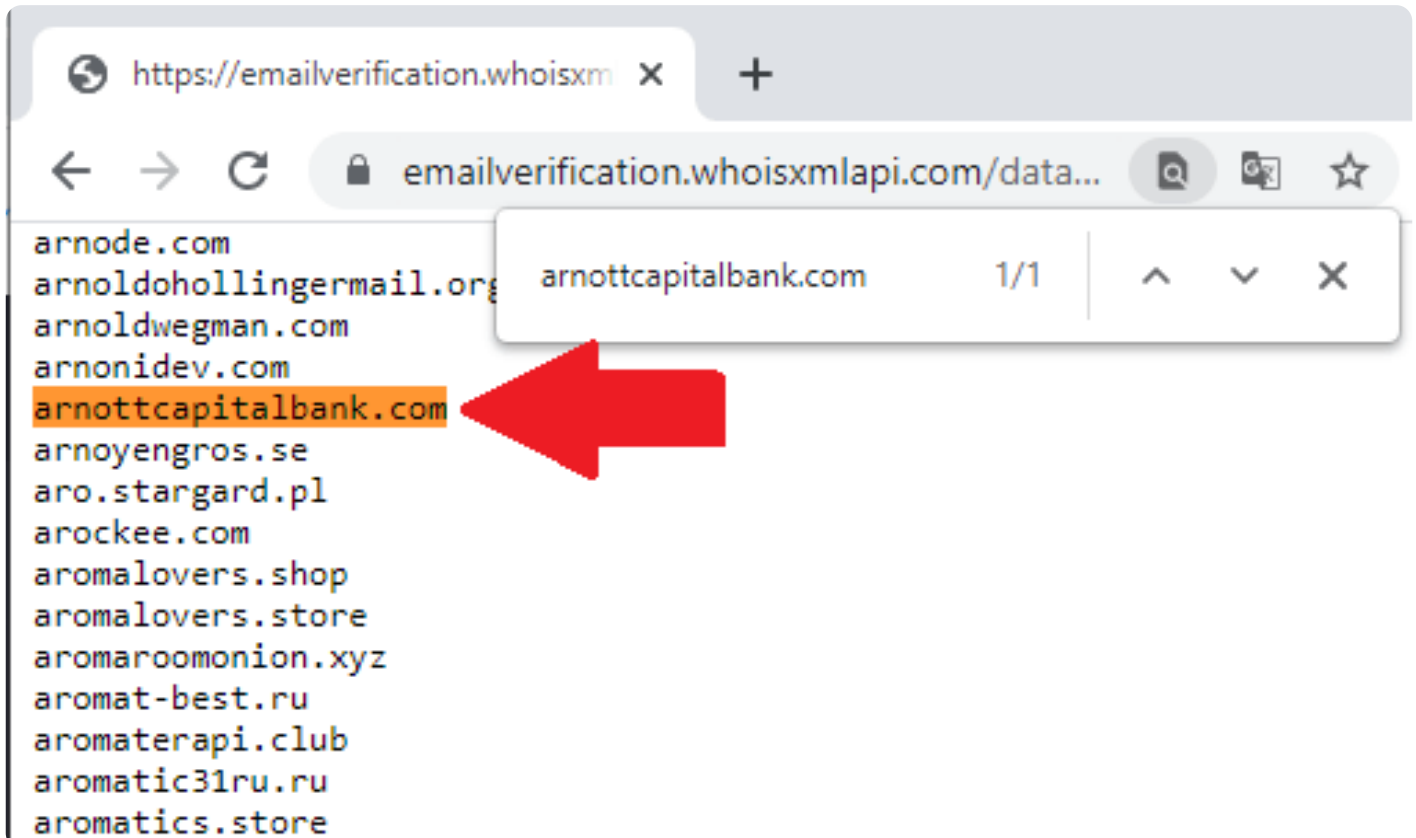 https://emailverification.whoisxm
emailverification.whoisxmlapi.com/data...
arnottcapitalbank.com 1/1
arnode.com
arnoldohollingermail.org
arnoldwegman.com
arnonidev.com
arnottcapitalbank.com
arnoyengros.se
aro.stargard.pl
arockee.com
aromalovers.shop
aromalovers.store
aromaroomonion.xyz
aromat-best.ru
aromaterapi.club
aromatic31ru.ru
aromatics.store